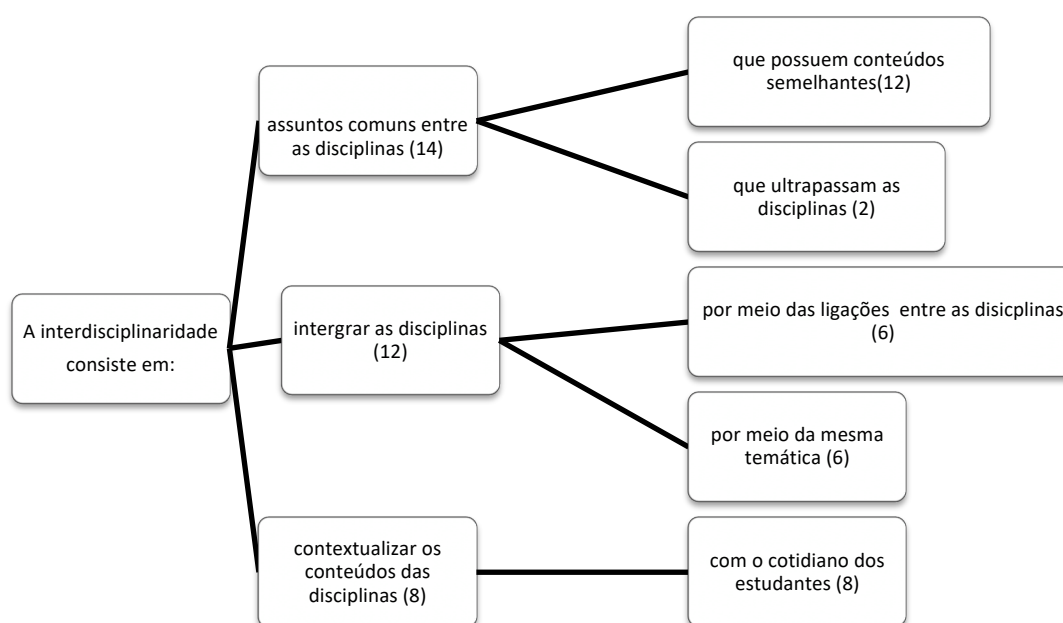 que possuem conteúdos
semelhantes(12)
assuntos comuns entre
as disciplinas (14)
que ultrapassam as
disciplinas (2)
A interdisciplinaridade
consiste em:
intergrar as disciplinas
(12)
por meio das ligações  entre as disicplinas
(6)
por meio da mesma
temática (6)
contextualizar os
conteúdos das
disciplinas (8)
com o cotidiano dos
estudantes (8)